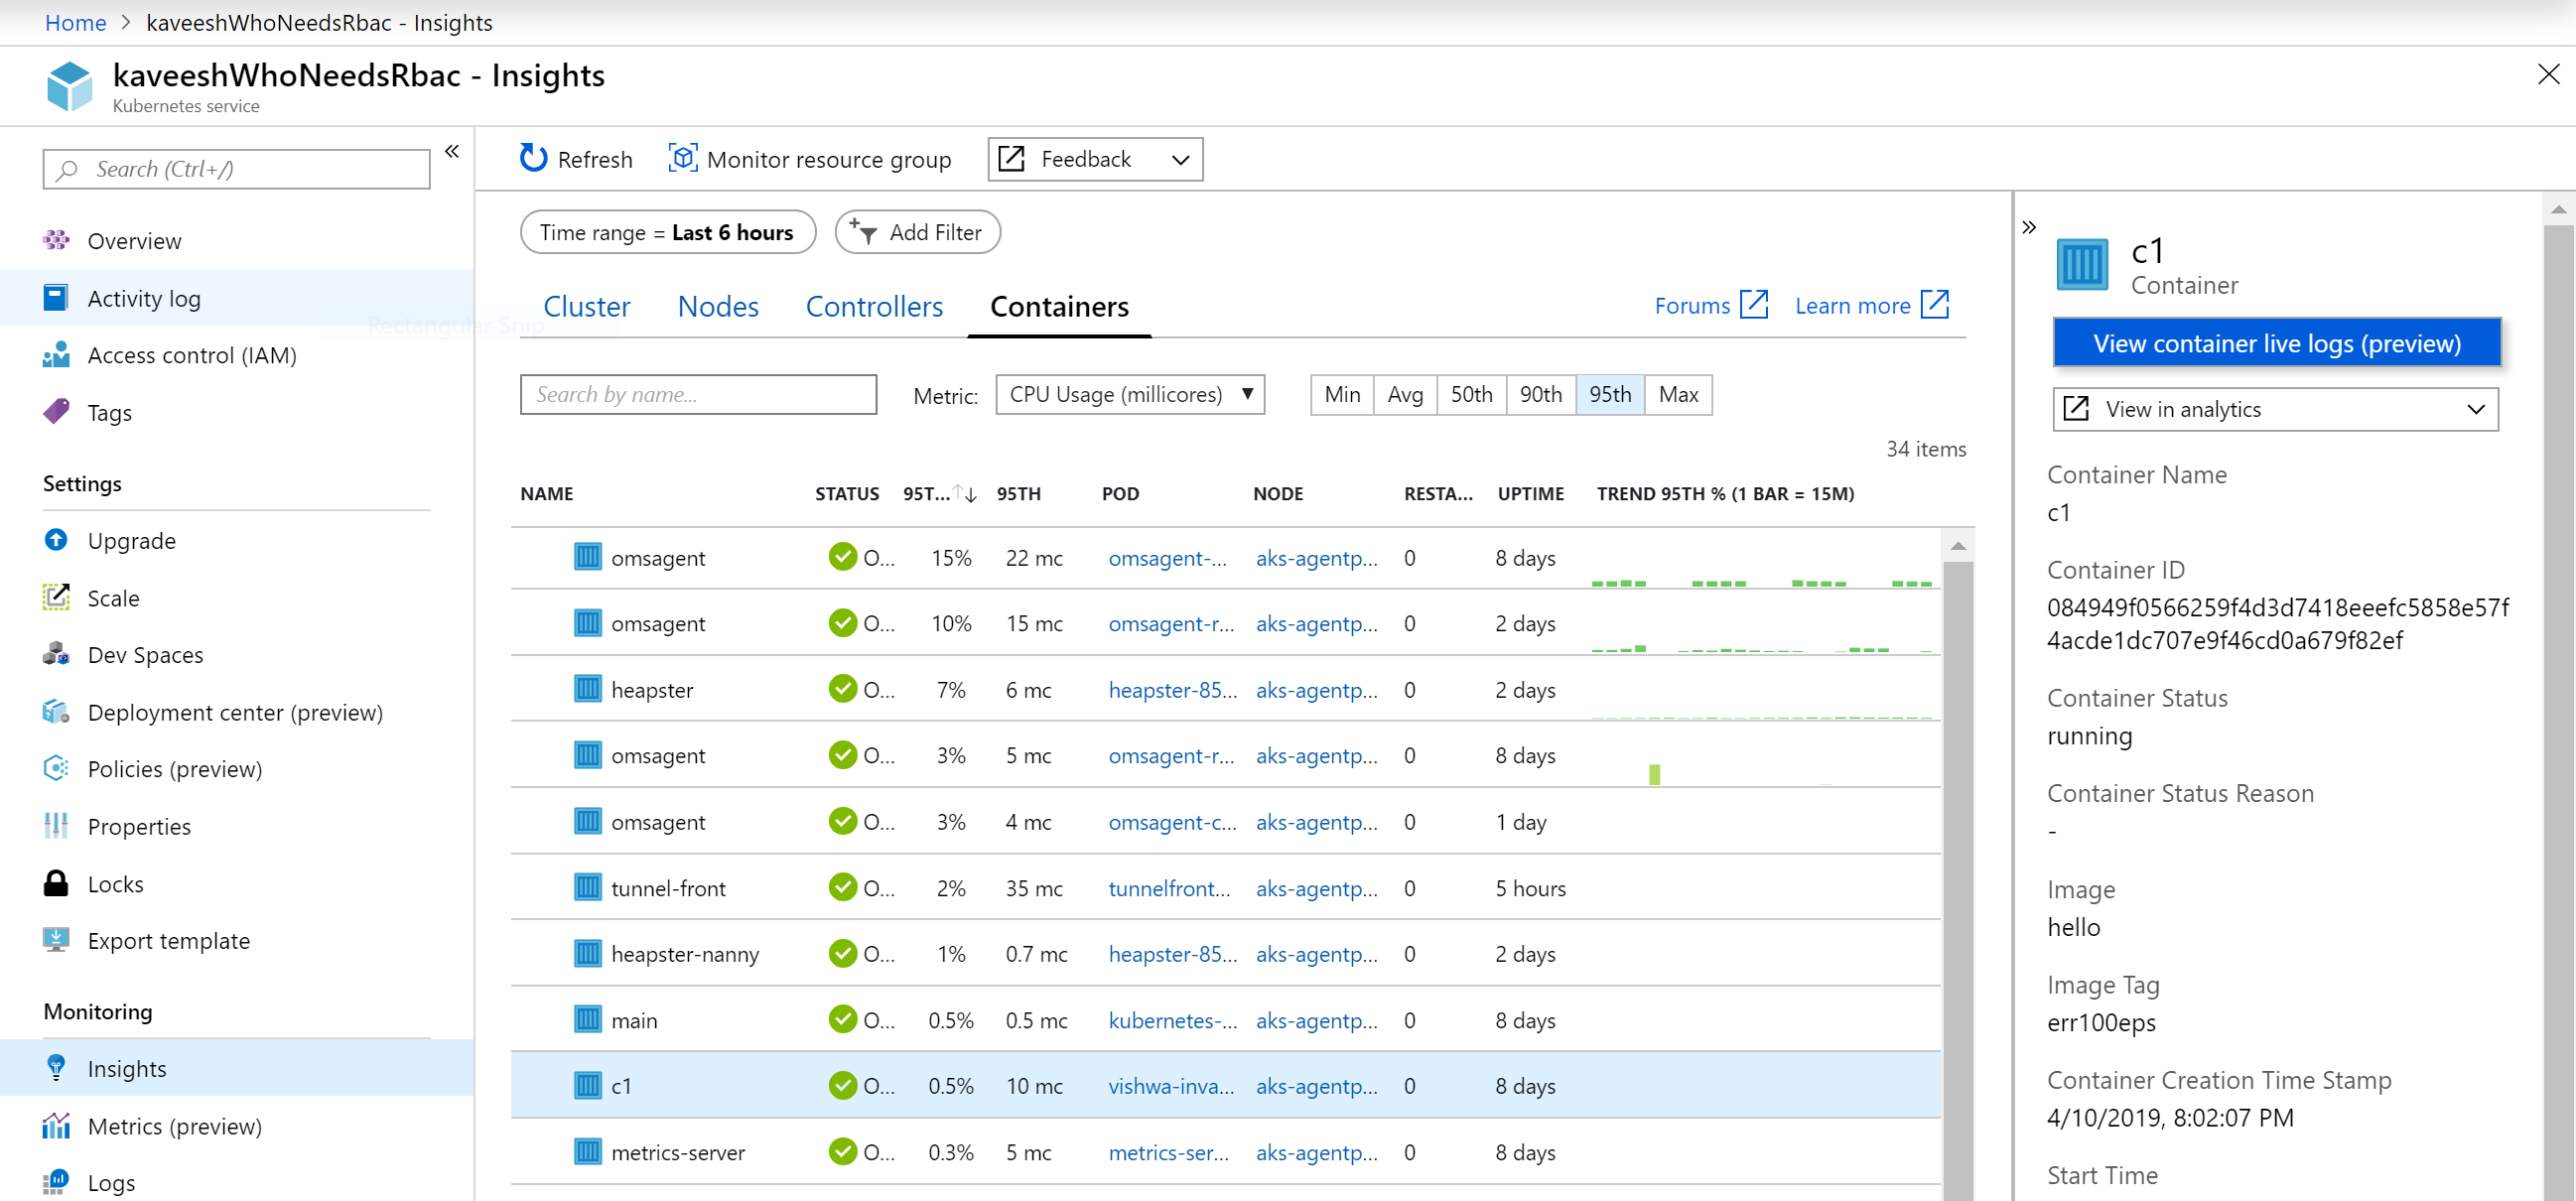 Home > kaveeshWhoNeedsRbac - Insights
kaveeshWhoNeedsRbac - Insights
Kubernetes service
Search (Ctrl+/)
«
Overview
Activity log
Access control (IAM)
Tags
Settings
Upgrade
Scale
Dev Spaces
Deployment center (preview)
Policies (preview)
Properties
Locks
Export template
Monitoring
Insights
Metrics (preview)
Logs
Refresh Monitor resource group Feedback
Time range = Last 6 hours Add Filter
Rectangular Snip
Cluster Nodes Controllers Containers Forums Learn more
Search by name... Metric: CPU Usage (millicores) Min Avg 50th 90th 95th Max
34 items
NAME STATUS 95T... 95TH POD NODE RESTA... UPTIME TREND 95TH % (1 BAR = 15M)
omsagent O... 15% 22 mc omsagent-... aks-agentp... 0 8 days
omsagent O... 10% 15 mc omsagent-r... aks-agentp... 0 2 days
heapster O... 7% 6 mc heapster-85... aks-agentp... 0 2 days
omsagent O... 3% 5 mc omsagent-r... aks-agentp... 0 8 days
omsagent O... 3% 4 mc omsagent-c... aks-agentp... 0 1 day
tunnel-front O... 2% 35 mc tunnelfront... aks-agentp... 0 5 hours
heapster-nanny O... 1% 0.7 mc heapster-85... aks-agentp... 0 2 days
main O... 0.5% 0.5 mc kubernetes-... aks-agentp... 0 8 days
c1 O... 0.5% 10 mc vishwa-inva... aks-agentp... 0 8 days
metrics-server O... 0.3% 5 mc metrics-ser... aks-agentp... 0 8 days
»
c1
Container
View container live logs (preview)
View in analytics
Container Name
c1
Container ID
084949f0566259f4d3d7418eeefc5858e57f
4acde1dc707e9f46cd0a679f82ef
Container Status
running
Container Status Reason
-
Image
hello
Image Tag
err100eps
Container Creation Time Stamp
4/10/2019, 8:02:07 PM
Start Time